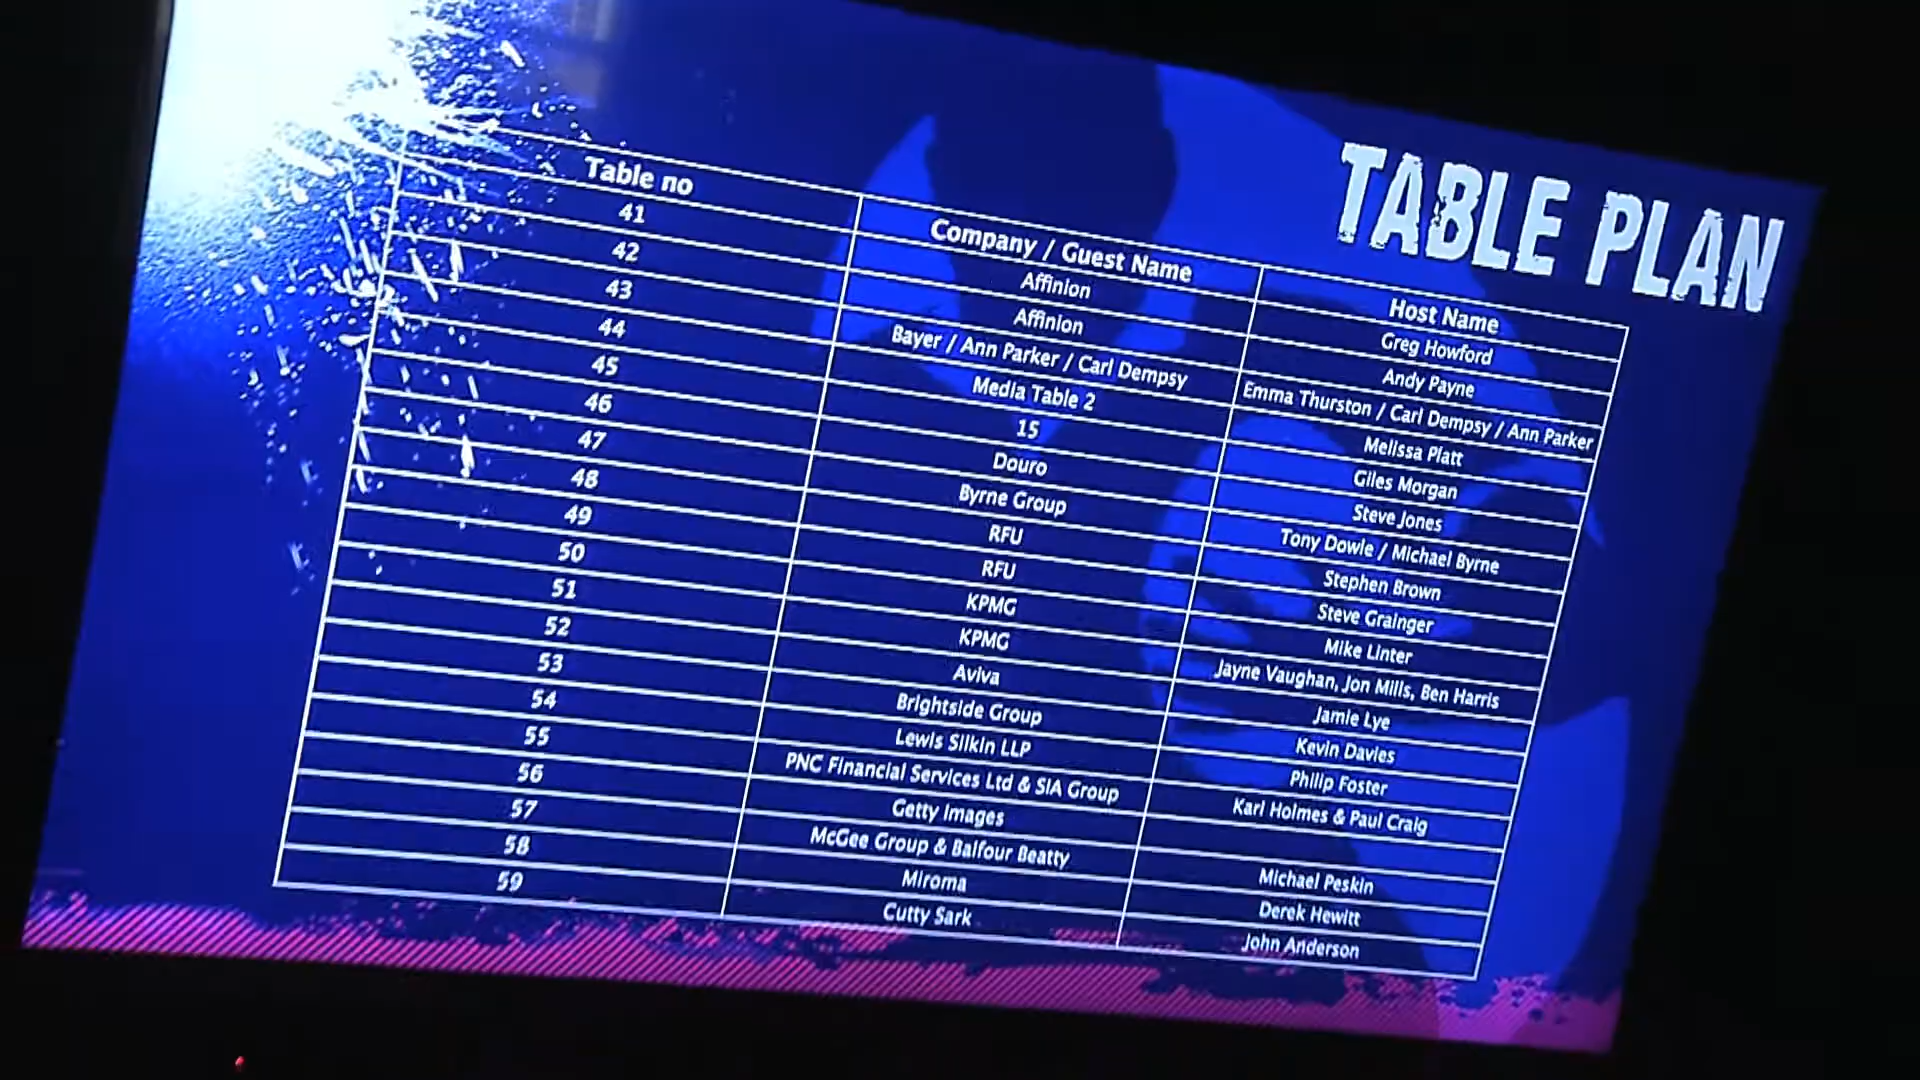 TABLE PLAN
Table no Company / Guest Name Host Name
41 Affinion Greg Howford
42 Affinion Andy Payne
43 Bayer / Ann Parker / Carl Dempsy Emma Thurston / Carl Dempsy / Ann Parker
44 Media Table 2 Melissa Platt
45 15 Giles Morgan
46 Douro Steve Jones
47 Byrne Group Tony Dowie / Michael Byrne
48 RFU Stephen Brown
49 RFU Steve Grainger
50 KPMG Mike Linter
51 KPMG Jayne Vaughan, Jon Mills, Ben Harris
52 Aviva Jamie Lye
53 Brightside Group Kevin Davies
54 Lewis Silkin LLP Philip Foster
55 PNC Financial Services Ltd & SIA Group Karl Holmes & Paul Craig
56 Getty Images
57 McGee Group & Balfour Beatty Michael Peskin
58 Miroma Derek Hewitt
59 Cutty Sark John Anderson